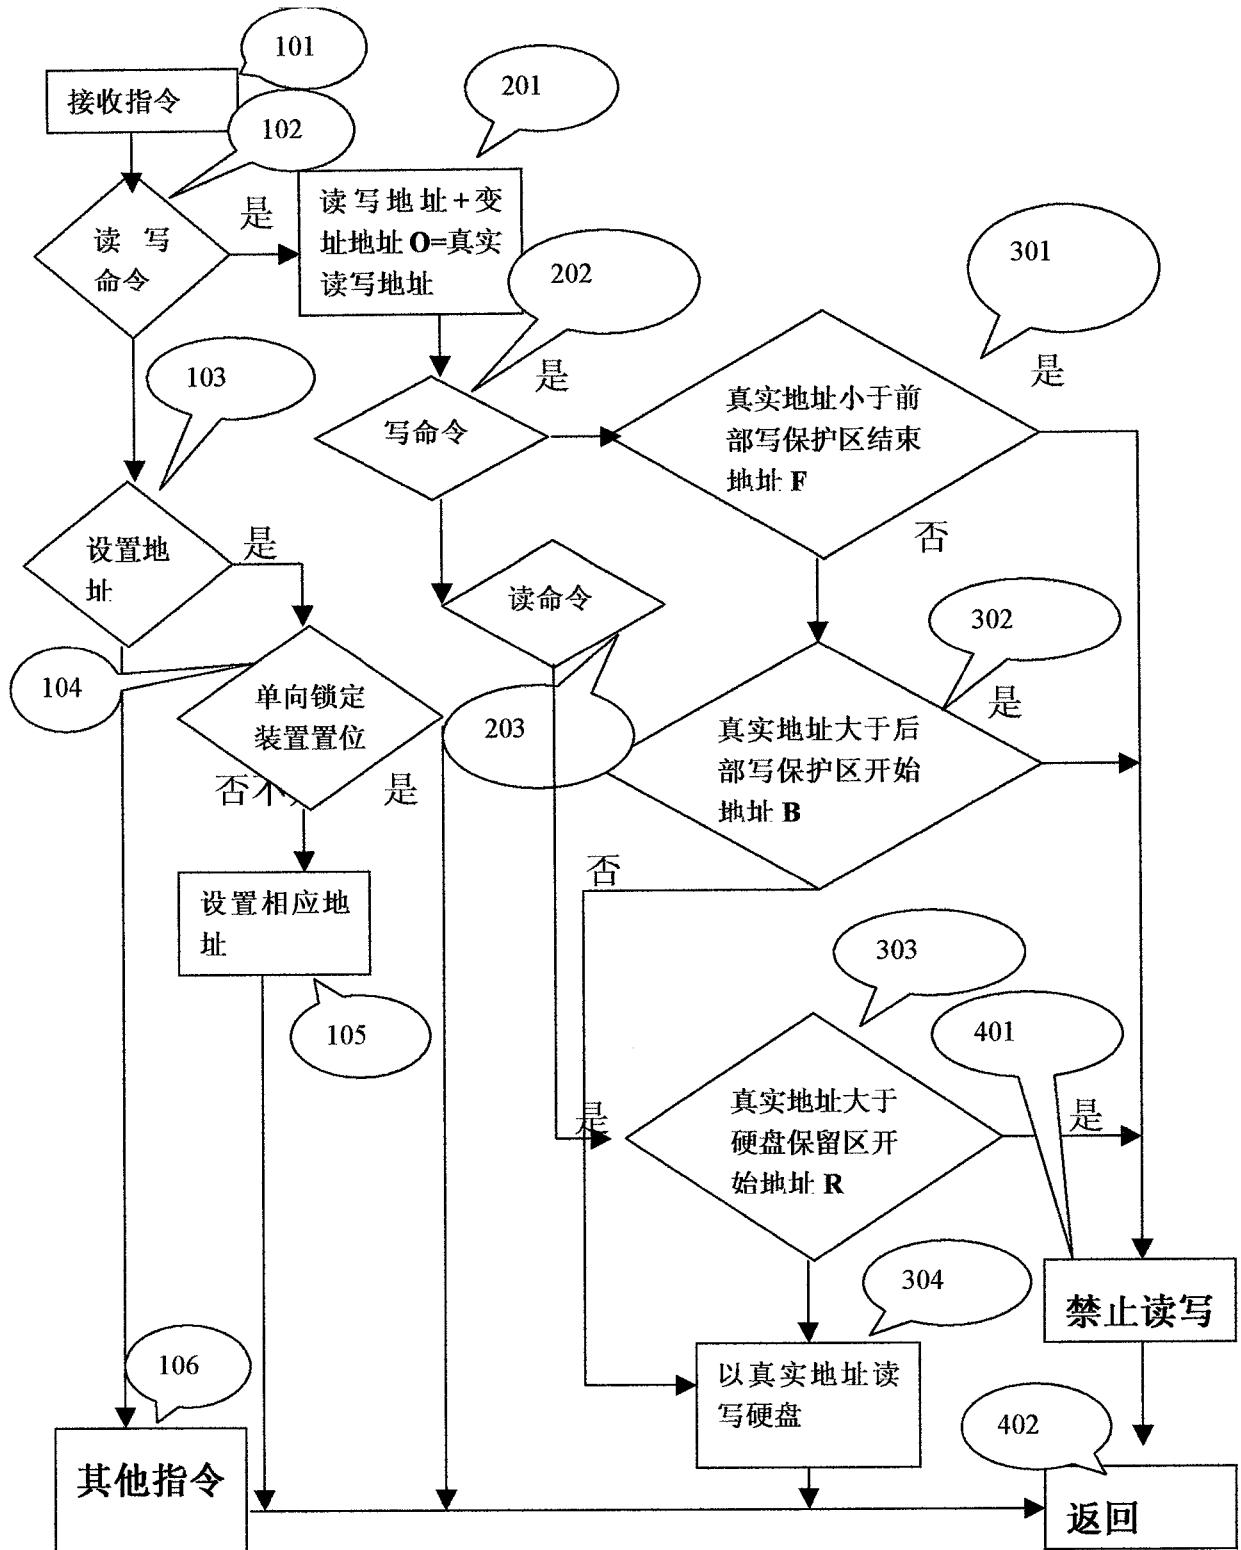 101
接收指令
102
201
是
读写地址+变
址地址O=真实
读写地址
读 写
命令
202
301
103
是
是
写命令
真实地址小于前
部写保护区结束
地址 F
否
设置地
址
是
读命令
302
104
单向锁定
装置置位
203
是
真实地址大于后
部写保护区开始
地址 B
否不
是
否
设置相应地
址
303
105
401
是
真实地址大于
硬盘保留区开
始地址 R
是
304
禁止读写
106
以真实地址读
写硬盘
402
其他指令
返回